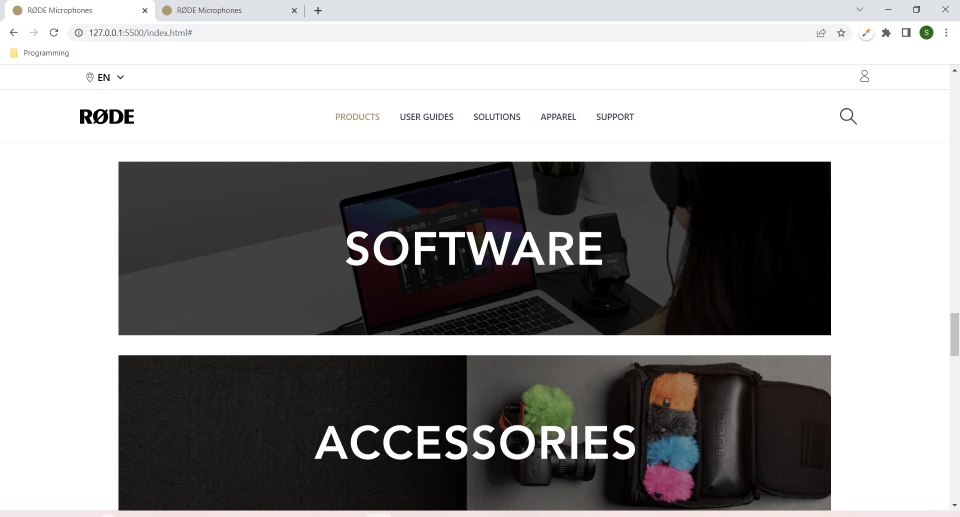 RØDE Microphones
RØDE Microphones
127.0.0.1:5500/index.html#
S
Programming
EN
RØDE
PRODUCTS
USER GUIDES
SOLUTIONS
APPAREL
SUPPORT
SOFTWARE
ACCESSORIES